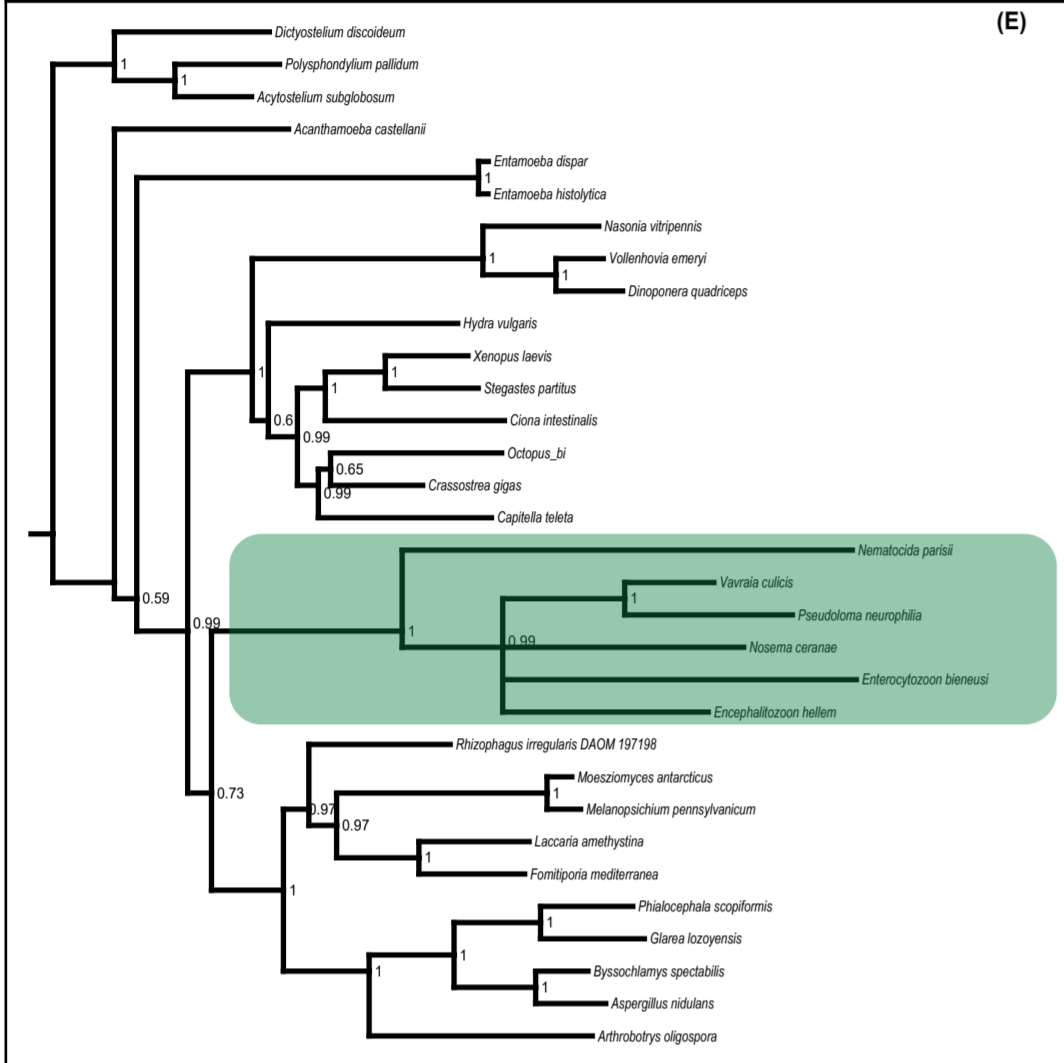 (E)
Dictyostelium discoideum
1
Polysphondylium pallidum
1
Acytostelium subglobosum
Acanthamoeba castellanii
Entamoeba dispar
1
Entamoeba histolytica
Nasonia vitripennis
1
Vollenhovia emeryi
1
Dinoponera quadriceps
Hydra vulgaris
Xenopus laevis
1
1
1
Stegastes partitus
0.6
Ciona intestinalis
0.99
Octopus_bi
0.65
Crassostrea gigas
0.99
Capitella teleta
Nematocida parisii
Vavraia culicis
0.59
1
Pseudoloma neurophilia
0.99
1
0.99
Nosema ceranae
Enterocytozoon bieneusi
Encephalitozoon hellem
Rhizophagus irregularis DAOM 197198
Moesziomyces antarcticus
0.73
1
0.97
Melanopsichium pennsylvanicum
0.97
Laccaria amethystina
1
Fomitiporia mediterranea
1
Phialocephala scopiformis
1
Glarea lozoyensis
1
1
Byssochlamys spectabilis
1
Aspergillus nidulans
Arthrobotrys oligospora